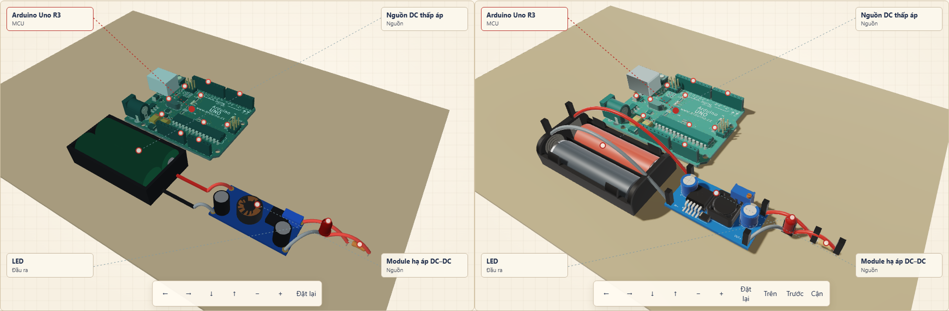 Arduino Uno R3
MCU
Nguồn DC thấp áp
Nguồn
LED
Đầu ra
Module hạ áp DC-DC
Nguồn
← → ↓ ↑ − + Đặt lại
Arduino Uno R3
MCU
Nguồn DC thấp áp
Nguồn
LED
Đầu ra
Module hạ áp DC-DC
Nguồn
← → ↓ ↑ − + Đặt lại Trên Trước Cận